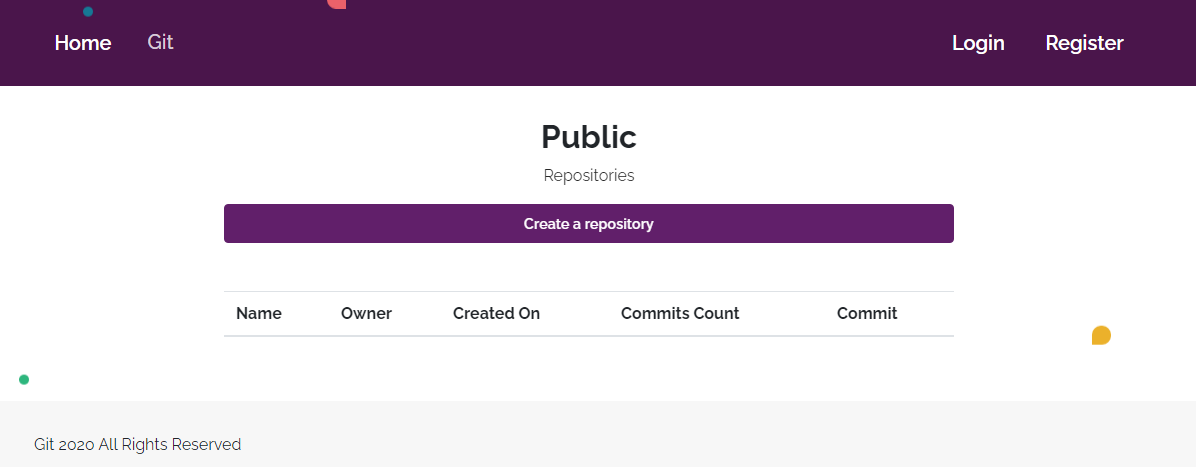 Home Git Login Register
Public
Repositories
Create a repository
Name Owner Created On Commits Count Commit
Git 2020 All Rights Reserved